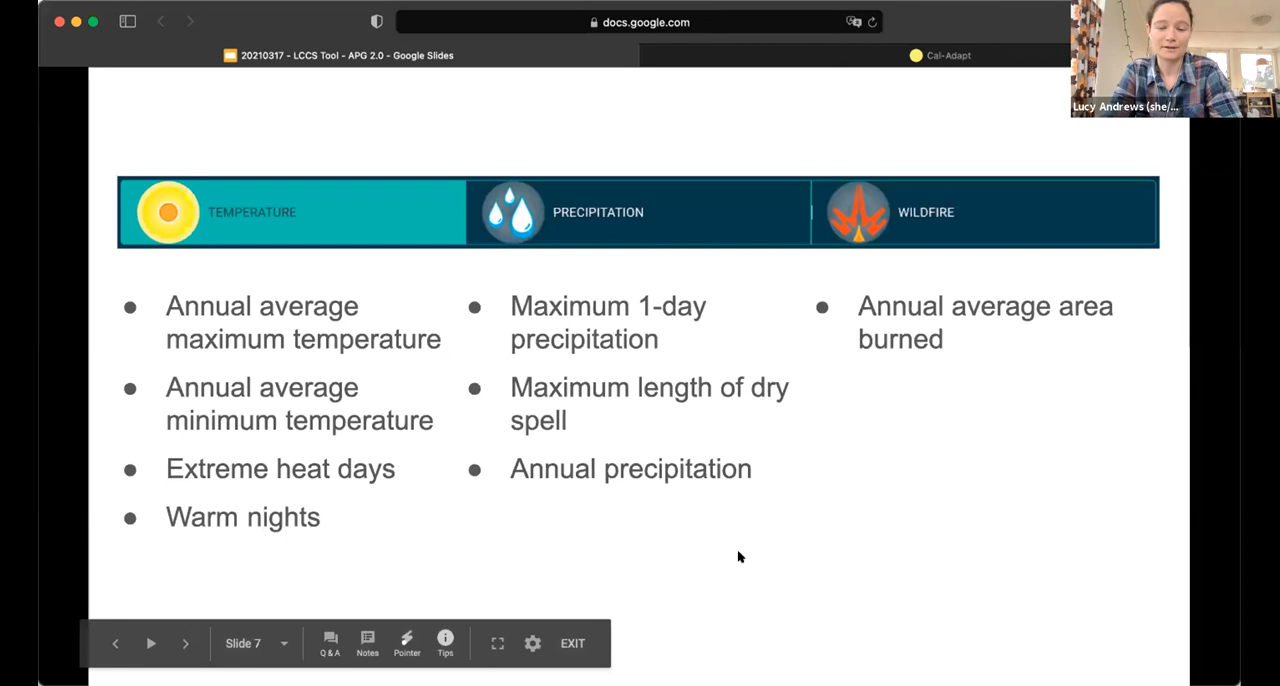 docs.google.com
20210317 - LCCS Tool - APG 2.0 - Google Slides
Cal-Adapt
Lucy Andrews (she/...
TEMPERATURE
PRECIPITATION
WILDFIRE
● Annual average
maximum temperature
● Annual average
minimum temperature
● Extreme heat days
● Warm nights
● Maximum 1-day
precipitation
● Maximum length of dry
spell
● Annual precipitation
● Annual average area
burned
Slide 7
Q & A
Notes
Pointer
Tips
EXIT